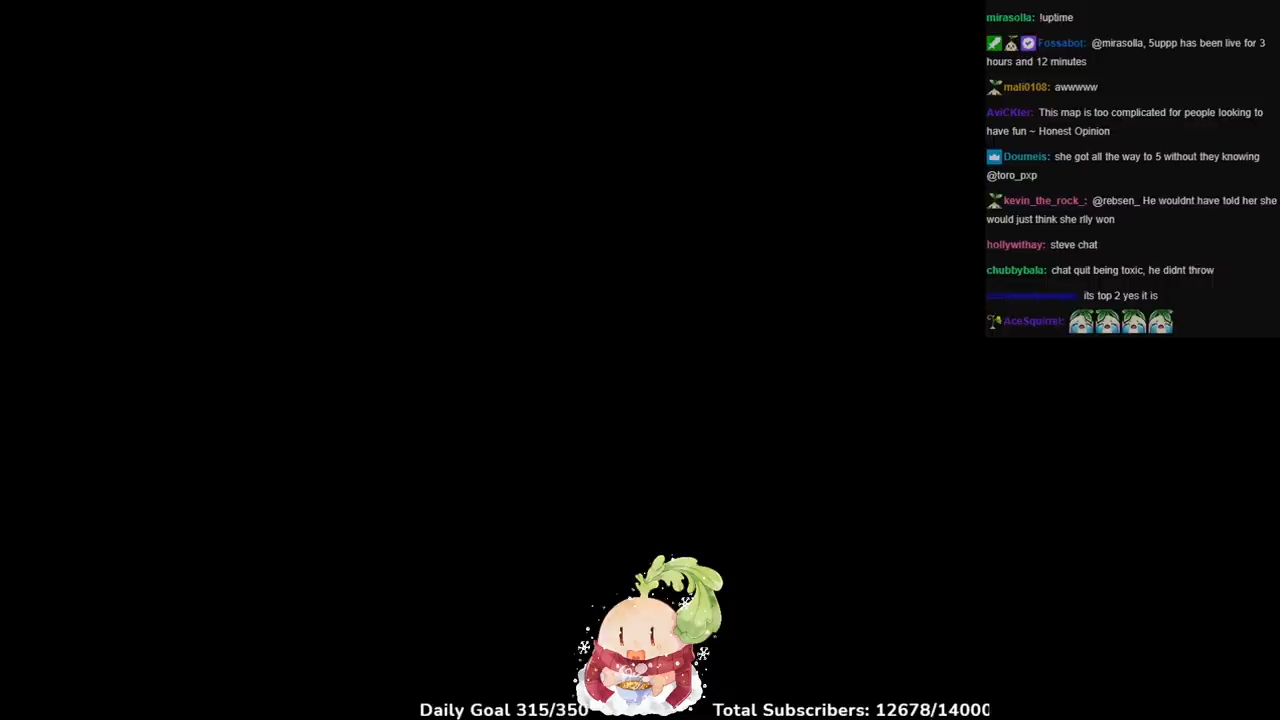 mirasolla: !uptime
Fossabot: @mirasolla, 5uppp has been live for 3
hours and 12 minutes
mali0108: awwwww
AviCKter: This map is too complicated for people looking to
have fun ~ Honest Opinion
Doumeis: she got all the way to 5 without they knowing
@toro_pxp
kevin_the_rock_: @rebsen_ He wouldnt have told her she
would just think she rlly won
hollywithay: steve chat
chubbybala: chat quit being toxic, he didnt throw
its top 2 yes it is
AceSquirrel:
Daily Goal 315/350
Total Subscribers: 12678/14000